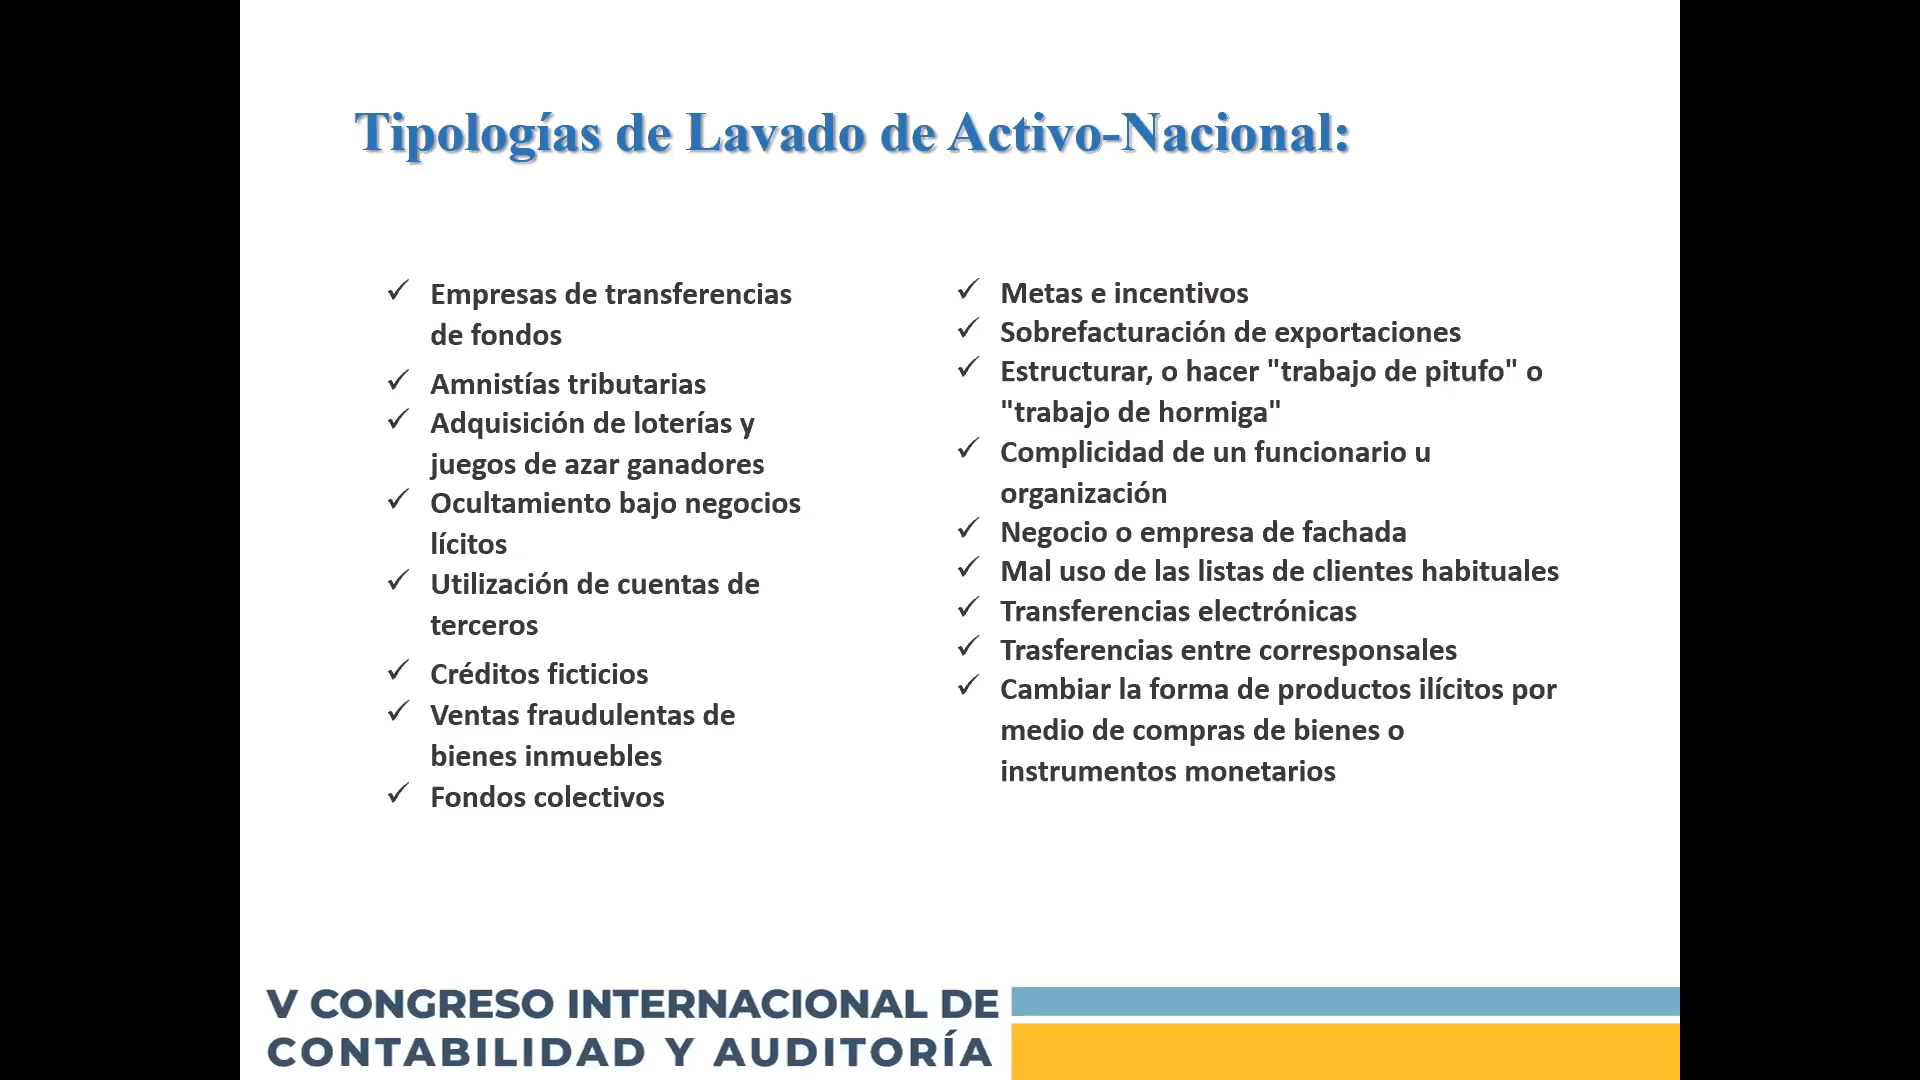 Tipologías de Lavado de Activo-Nacional:
✓ Empresas de transferencias
de fondos
✓ Amnistías tributarias
✓ Adquisición de loterías y
juegos de azar ganadores
✓ Ocultamiento bajo negocios
lícitos
✓ Utilización de cuentas de
terceros
✓ Créditos ficticios
✓ Ventas fraudulentas de
bienes inmuebles
✓ Fondos colectivos
✓ Metas e incentivos
✓ Sobrefacturación de exportaciones
✓ Estructurar, o hacer "trabajo de pitufo" o
"trabajo de hormiga"
✓ Complicidad de un funcionario u
organización
✓ Negocio o empresa de fachada
✓ Mal uso de las listas de clientes habituales
✓ Transferencias electrónicas
✓ Trasferencias entre corresponsales
✓ Cambiar la forma de productos ilícitos por
medio de compras de bienes o
instrumentos monetarios
V CONGRESO INTERNACIONAL DE
CONTABILIDAD Y AUDITORÍA